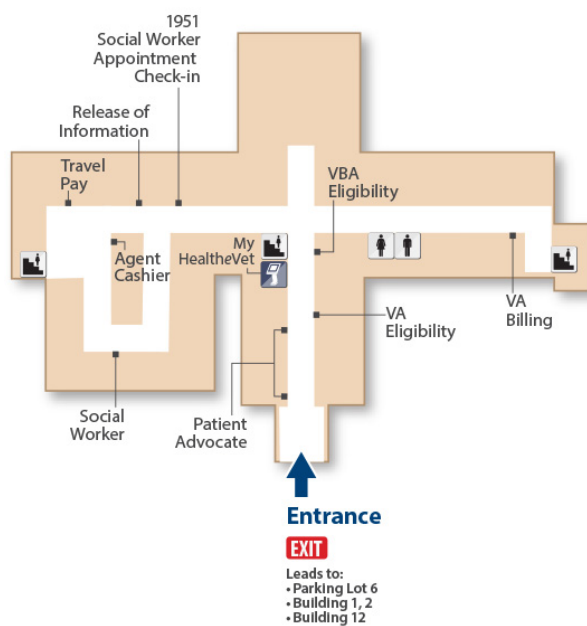 1951
Social Worker
Appointment
Check-in
Release of
Information
Travel
Pay
VBA
Eligibility
My
HealtheVet
Agent
Cashier
VA
Eligibility
VA
Billing
Social
Worker
Patient
Advocate
Entrance
EXIT
Leads to:
• Parking Lot 6
• Building 1, 2
• Building 12